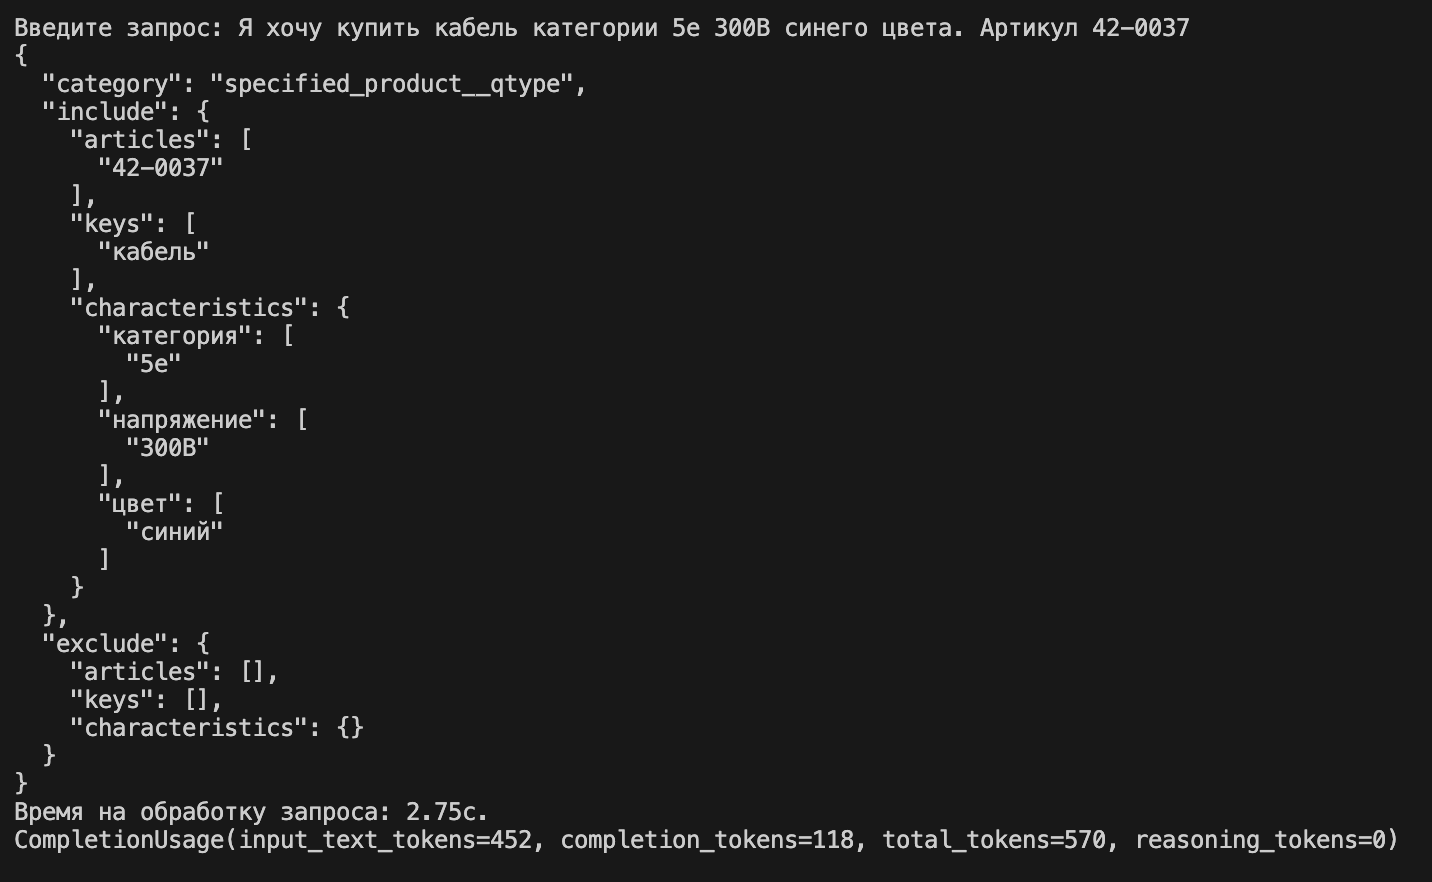 Введите запрос: Я хочу купить кабель категории 5е 300В синего цвета. Артикул 42-0037
{
  "category": "specified_product__qtype",
  "include": {
    "articles": [
      "42-0037"
    ],
    "keys": [
      "кабель"
    ],
    "characteristics": {
      "категория": [
        "5е"
      ],
      "напряжение": [
        "300В"
      ],
      "цвет": [
        "синий"
      ]
    }
  },
  "exclude": {
    "articles": [],
    "keys": [],
    "characteristics": {}
  }
}
Время на обработку запроса: 2.75с.
CompletionUsage(input_text_tokens=452, completion_tokens=118, total_tokens=570, reasoning_tokens=0)